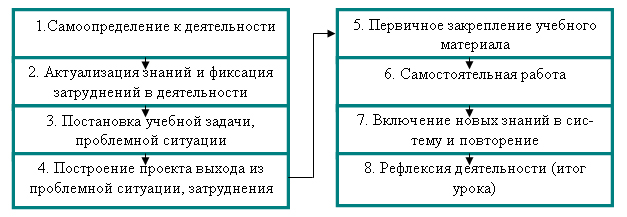 1.Самоопределение к деятельности
2. Актуализация знаний и фиксация
затруднений в деятельности
3. Постановка учебной задачи,
проблемной ситуации
4. Построение проекта выхода из
проблемной ситуации, затруднения
5. Первичное закрепление учебного
материала
6. Самостоятельная работа
7. Включение новых знаний в сис-
тему и повторение
8. Рефлексия деятельности (итог
урока)